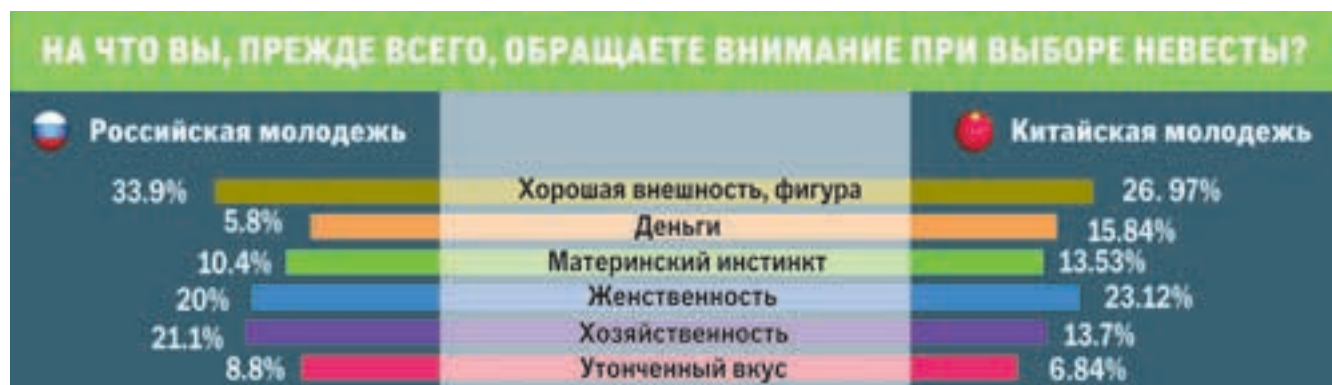 НА ЧТО ВЫ, ПРЕЖДЕ ВСЕГО, ОБРАЩАЕТЕ ВНИМАНИЕ ПРИ ВЫБОРЕ НЕВЕСТЫ?
Российская молодежь Китайская молодежь
33.9% Хорошая внешность, фигура 26.97%
5.8% Деньги 15.84%
10.4% Материнский инстинкт 13.53%
20% Женственность 23.12%
21.1% Хозяйственность 13.7%
8.8% Утонченный вкус 6.84%